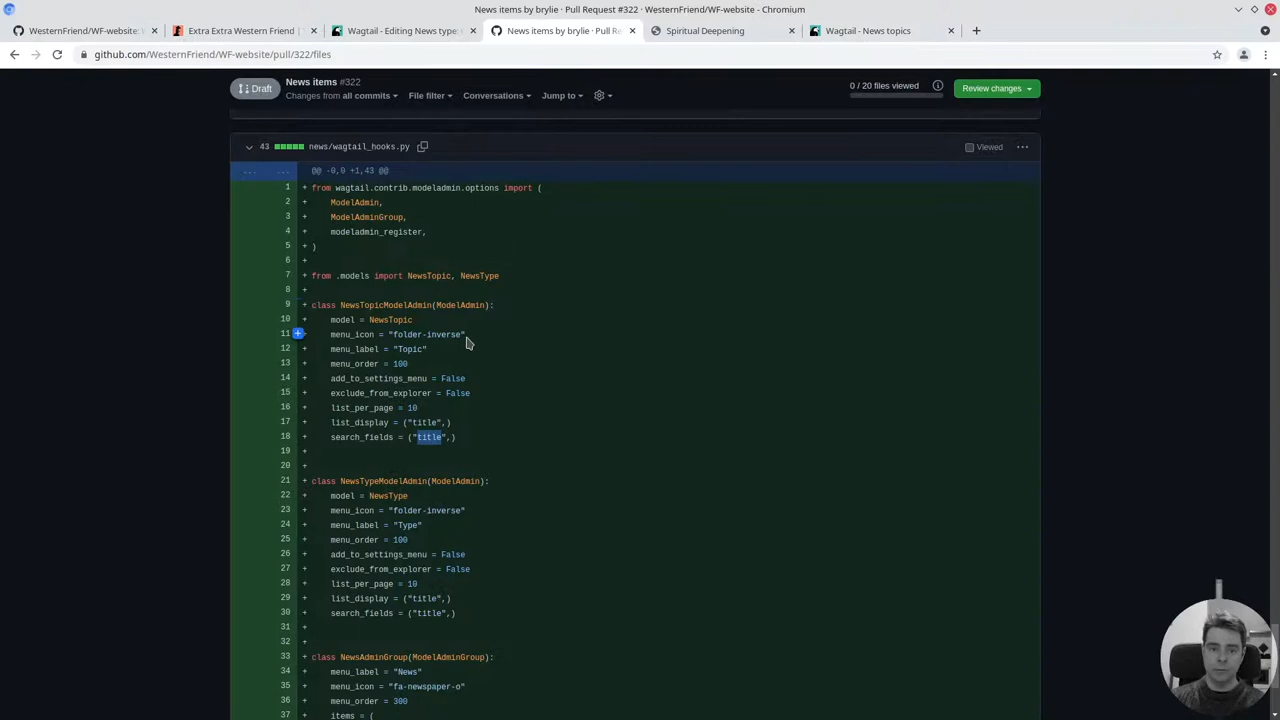 News items by brylie · Pull Request #322 · WesternFriend/WF-website - Chromium
WesternFriend/WF-website:
Extra Extra Western Friend |
Wagtail - Editing News type:
News items by brylie · Pull Re
Spiritual Deepening
Wagtail - News topics
github.com/WesternFriend/WF-website/pull/322/files
Draft
News items #322
Changes from all commits
File filter
Conversations
Jump to
0 / 20 files viewed
Review changes
43 news/wagtail_hooks.py
Viewed
... ... @@ -0,0 +1,43 @@
1 + from wagtail.contrib.modeladmin.options import (
2 + ModelAdmin,
3 + ModelAdminGroup,
4 + modeladmin_register,
5 + )
6 +
7 + from .models import NewsTopic, NewsType
8 +
9 + class NewsTopicModelAdmin(ModelAdmin):
10 + model = NewsTopic
11 + menu_icon = "folder-inverse"
12 + menu_label = "Topic"
13 + menu_order = 100
14 + add_to_settings_menu = False
15 + exclude_from_explorer = False
16 + list_per_page = 10
17 + list_display = ("title",)
18 + search_fields = ("title",)
19 +
20 +
21 + class NewsTypeModelAdmin(ModelAdmin):
22 + model = NewsType
23 + menu_icon = "folder-inverse"
24 + menu_label = "Type"
25 + menu_order = 100
26 + add_to_settings_menu = False
27 + exclude_from_explorer = False
28 + list_per_page = 10
29 + list_display = ("title",)
30 + search_fields = ("title",)
31 +
32 +
33 + class NewsAdminGroup(ModelAdminGroup):
34 + menu_label = "News"
35 + menu_icon = "fa-newspaper-o"
36 + menu_order = 300
37 + items = (